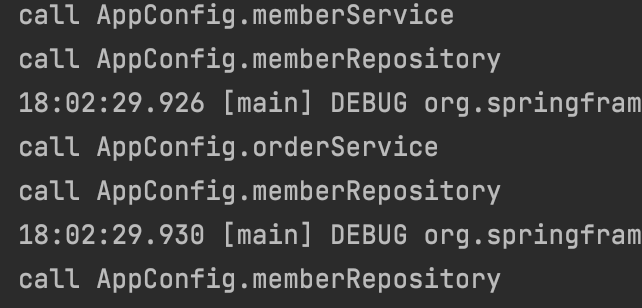 call AppConfig.memberService
call AppConfig.memberRepository
18:02:29.926 [main] DEBUG org.springfram
call AppConfig.orderService
call AppConfig.memberRepository
18:02:29.930 [main] DEBUG org.springfram
call AppConfig.memberRepository